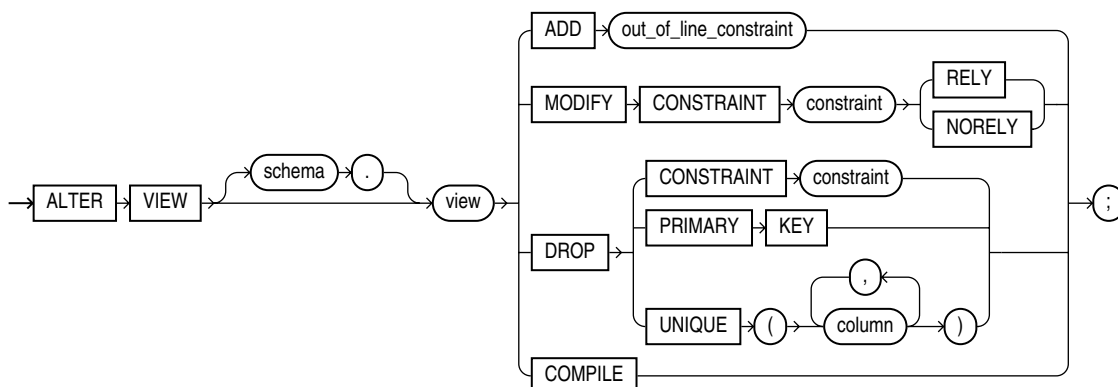 ADD out_of_line_constraint
MODIFY CONSTRAINT constraint RELY
NORELY
schema .
ALTER VIEW view ;
CONSTRAINT constraint
PRIMARY KEY
DROP
,
UNIQUE ( column )
COMPILE